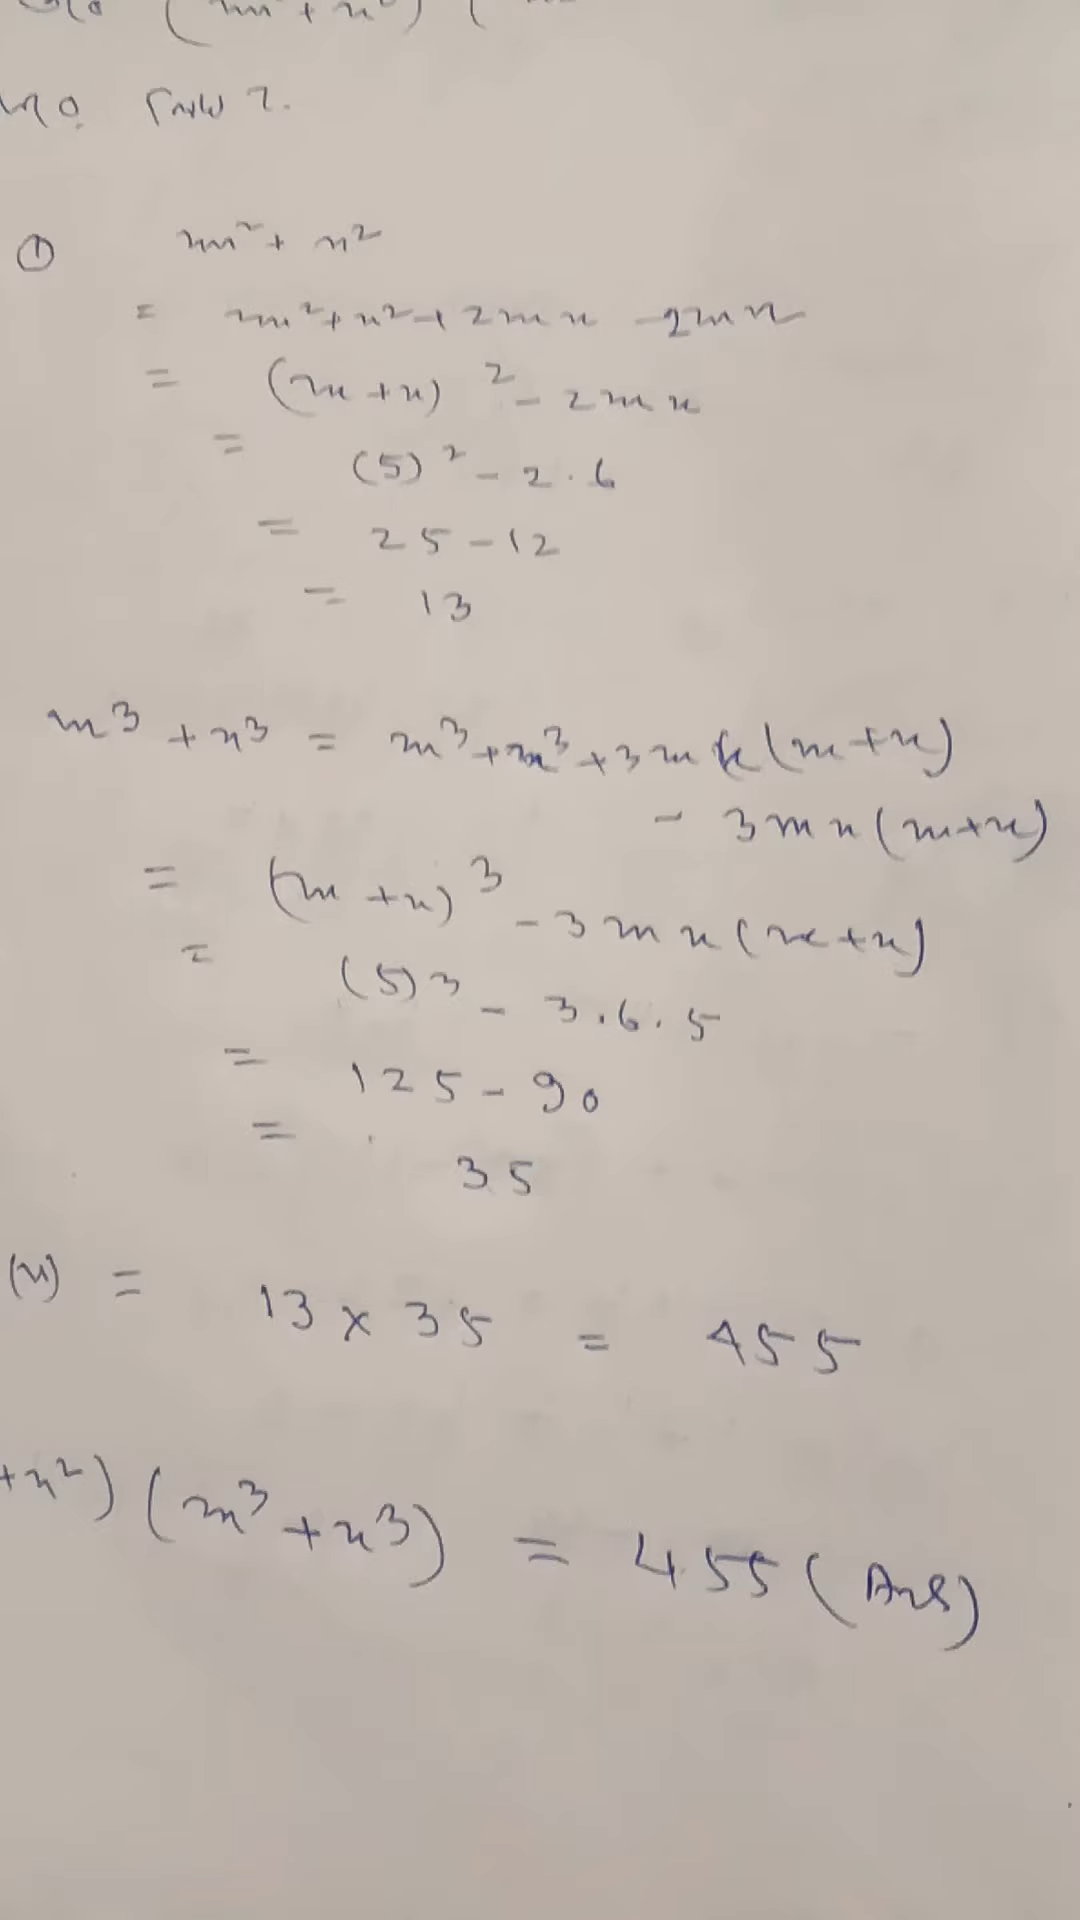 ① m² + n²
= m² + n² + 2mn - 2mn
= (m + n)² - 2mn
= (5)² - 2.6
= 25 - 12
= 13
m³ + n³ = m³ + n³ + 3mn(m+n)
- 3mn(m+n)
= (m + n)³ - 3mn(m+n)
= (5)³ - 3.6.5
= 125 - 90
= 35
= 13 × 35 = 455
+ n²) (m³ + n³) = 455 (Ans)